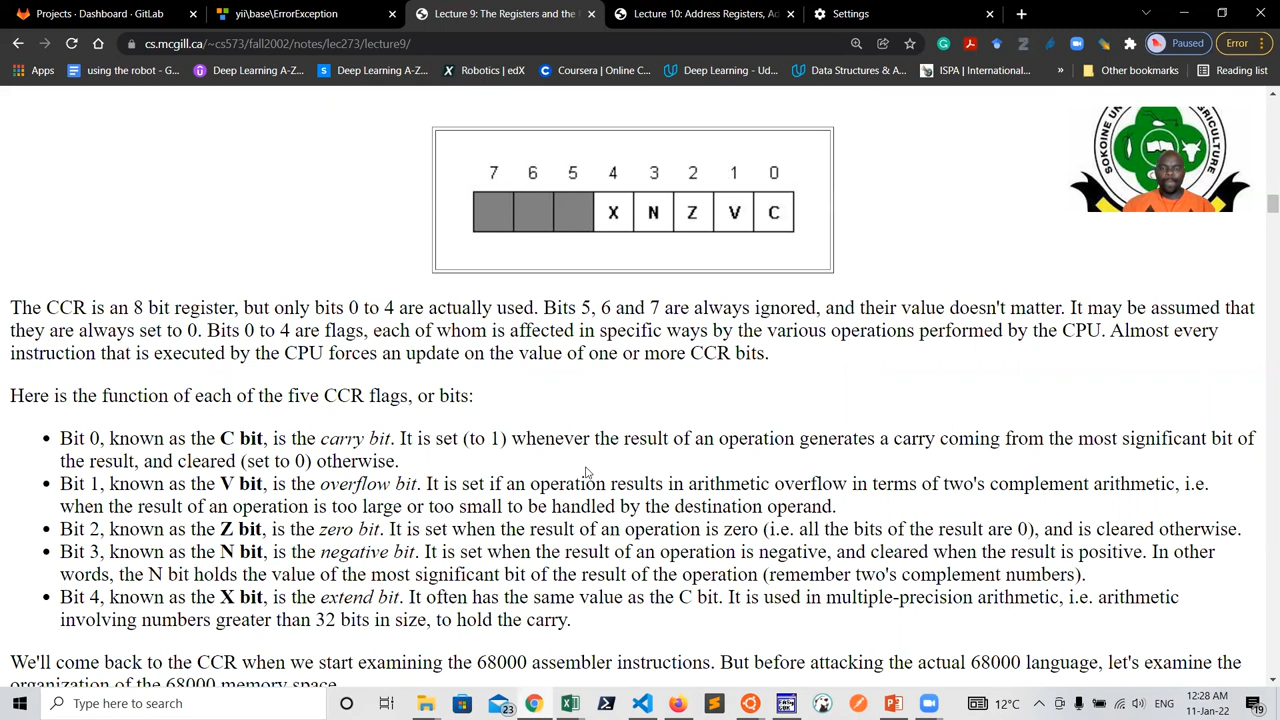 Projects · Dashboard · GitLab
yii\base\ErrorException
Lecture 9: The Registers and the
Lecture 10: Address Registers, Ad
Settings
cs.mcgill.ca/~cs573/fall2002/notes/lec273/lecture9/
Paused
Error
Apps
using the robot - G...
Deep Learning A-Z...
Deep Learning A-Z...
Robotics | edX
Coursera | Online C...
Deep Learning - Ud...
Data Structures & A...
ISPA | International...
»
Other bookmarks
Reading list
7 6 5 4 3 2 1 0
X N Z V C
The CCR is an 8 bit register, but only bits 0 to 4 are actually used. Bits 5, 6 and 7 are always ignored, and their value doesn't matter. It may be assumed that
they are always set to 0. Bits 0 to 4 are flags, each of whom is affected in specific ways by the various operations performed by the CPU. Almost every
instruction that is executed by the CPU forces an update on the value of one or more CCR bits.
Here is the function of each of the five CCR flags, or bits:
• Bit 0, known as the C bit, is the carry bit. It is set (to 1) whenever the result of an operation generates a carry coming from the most significant bit of
the result, and cleared (set to 0) otherwise.
• Bit 1, known as the V bit, is the overflow bit. It is set if an operation results in arithmetic overflow in terms of two's complement arithmetic, i.e.
when the result of an operation is too large or too small to be handled by the destination operand.
• Bit 2, known as the Z bit, is the zero bit. It is set when the result of an operation is zero (i.e. all the bits of the result are 0), and is cleared otherwise.
• Bit 3, known as the N bit, is the negative bit. It is set when the result of an operation is negative, and cleared when the result is positive. In other
words, the N bit holds the value of the most significant bit of the result of the operation (remember two's complement numbers).
• Bit 4, known as the X bit, is the extend bit. It often has the same value as the C bit. It is used in multiple-precision arithmetic, i.e. arithmetic
involving numbers greater than 32 bits in size, to hold the carry.
We'll come back to the CCR when we start examining the 68000 assembler instructions. But before attacking the actual 68000 language, let's examine the
organization of the 68000 memory space.
Type here to search
23
12°C
ENG
12:28 AM
11-Jan-22
19